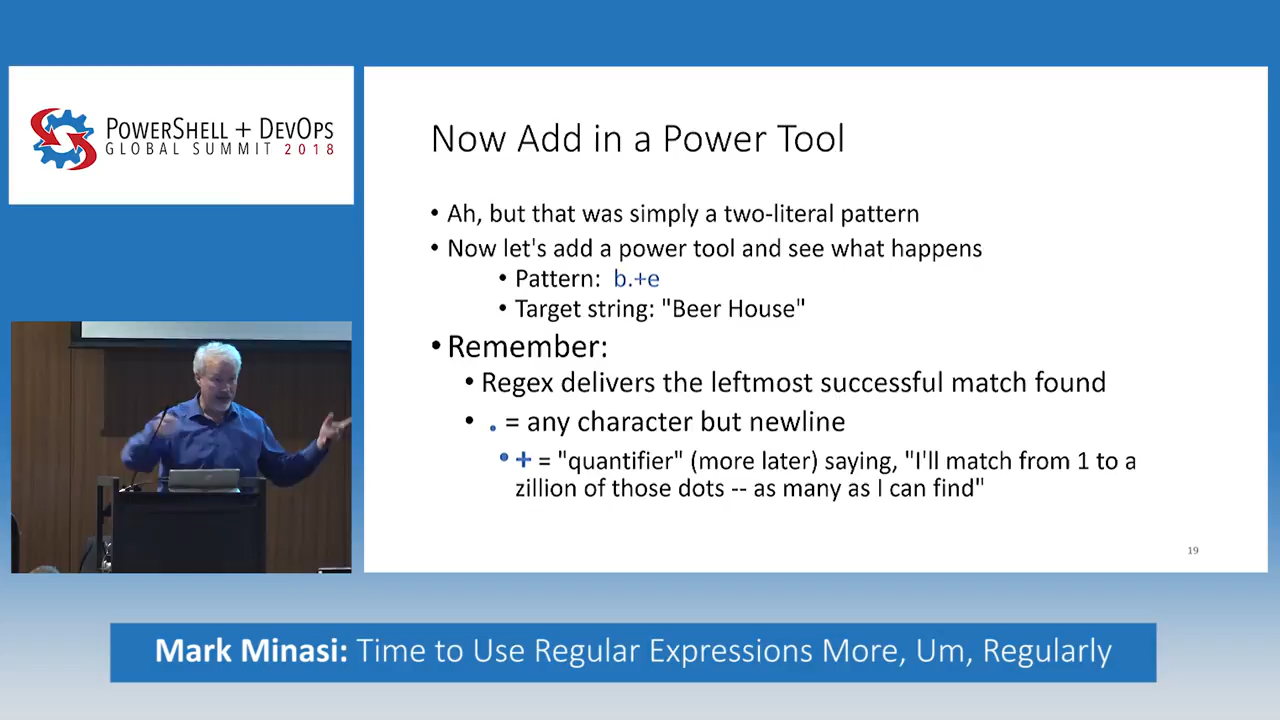 POWERSHELL + DEVOPS
GLOBAL SUMMIT 2018
Now Add in a Power Tool
• Ah, but that was simply a two-literal pattern
• Now let's add a power tool and see what happens
• Pattern: b.+e
• Target string: "Beer House"
• Remember:
• Regex delivers the leftmost successful match found
• . = any character but newline
• + = "quantifier" (more later) saying, "I'll match from 1 to a
zillion of those dots -- as many as I can find"
19
Mark Minasi: Time to Use Regular Expressions More, Um, Regularly